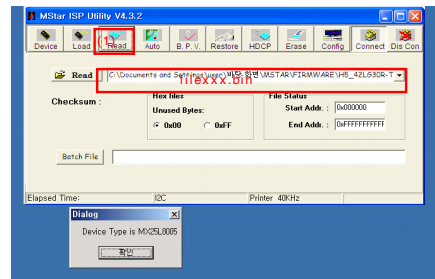 MStar ISP Utility V4.3.2
Device Load Read Auto B. P. V. Restore HDCP Erase Config Connect Dis Con
(1)
Read C:\Documents and Settings\user\바탕 화면\MSTAR\FIRMWARE\H5_42LG30R-T
filexxx.bin
Checksum :
Hex files
Unused Bytes:
0x00 0xFF
File Status
Start Addr. : 0x000000
End Addr. : 0xFFFFFFFFFF
Batch File
Elapsed Time: I2C Printer 40KHz
Dialog
Device Type is MX25L8005
확인